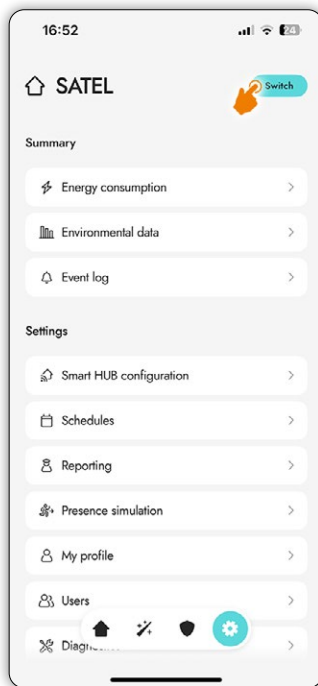 16:52
24
SATEL
Switch
Summary
Energy consumption
Environmental data
Event log
Settings
Smart HUB configuration
Schedules
Reporting
Presence simulation
My profile
Users